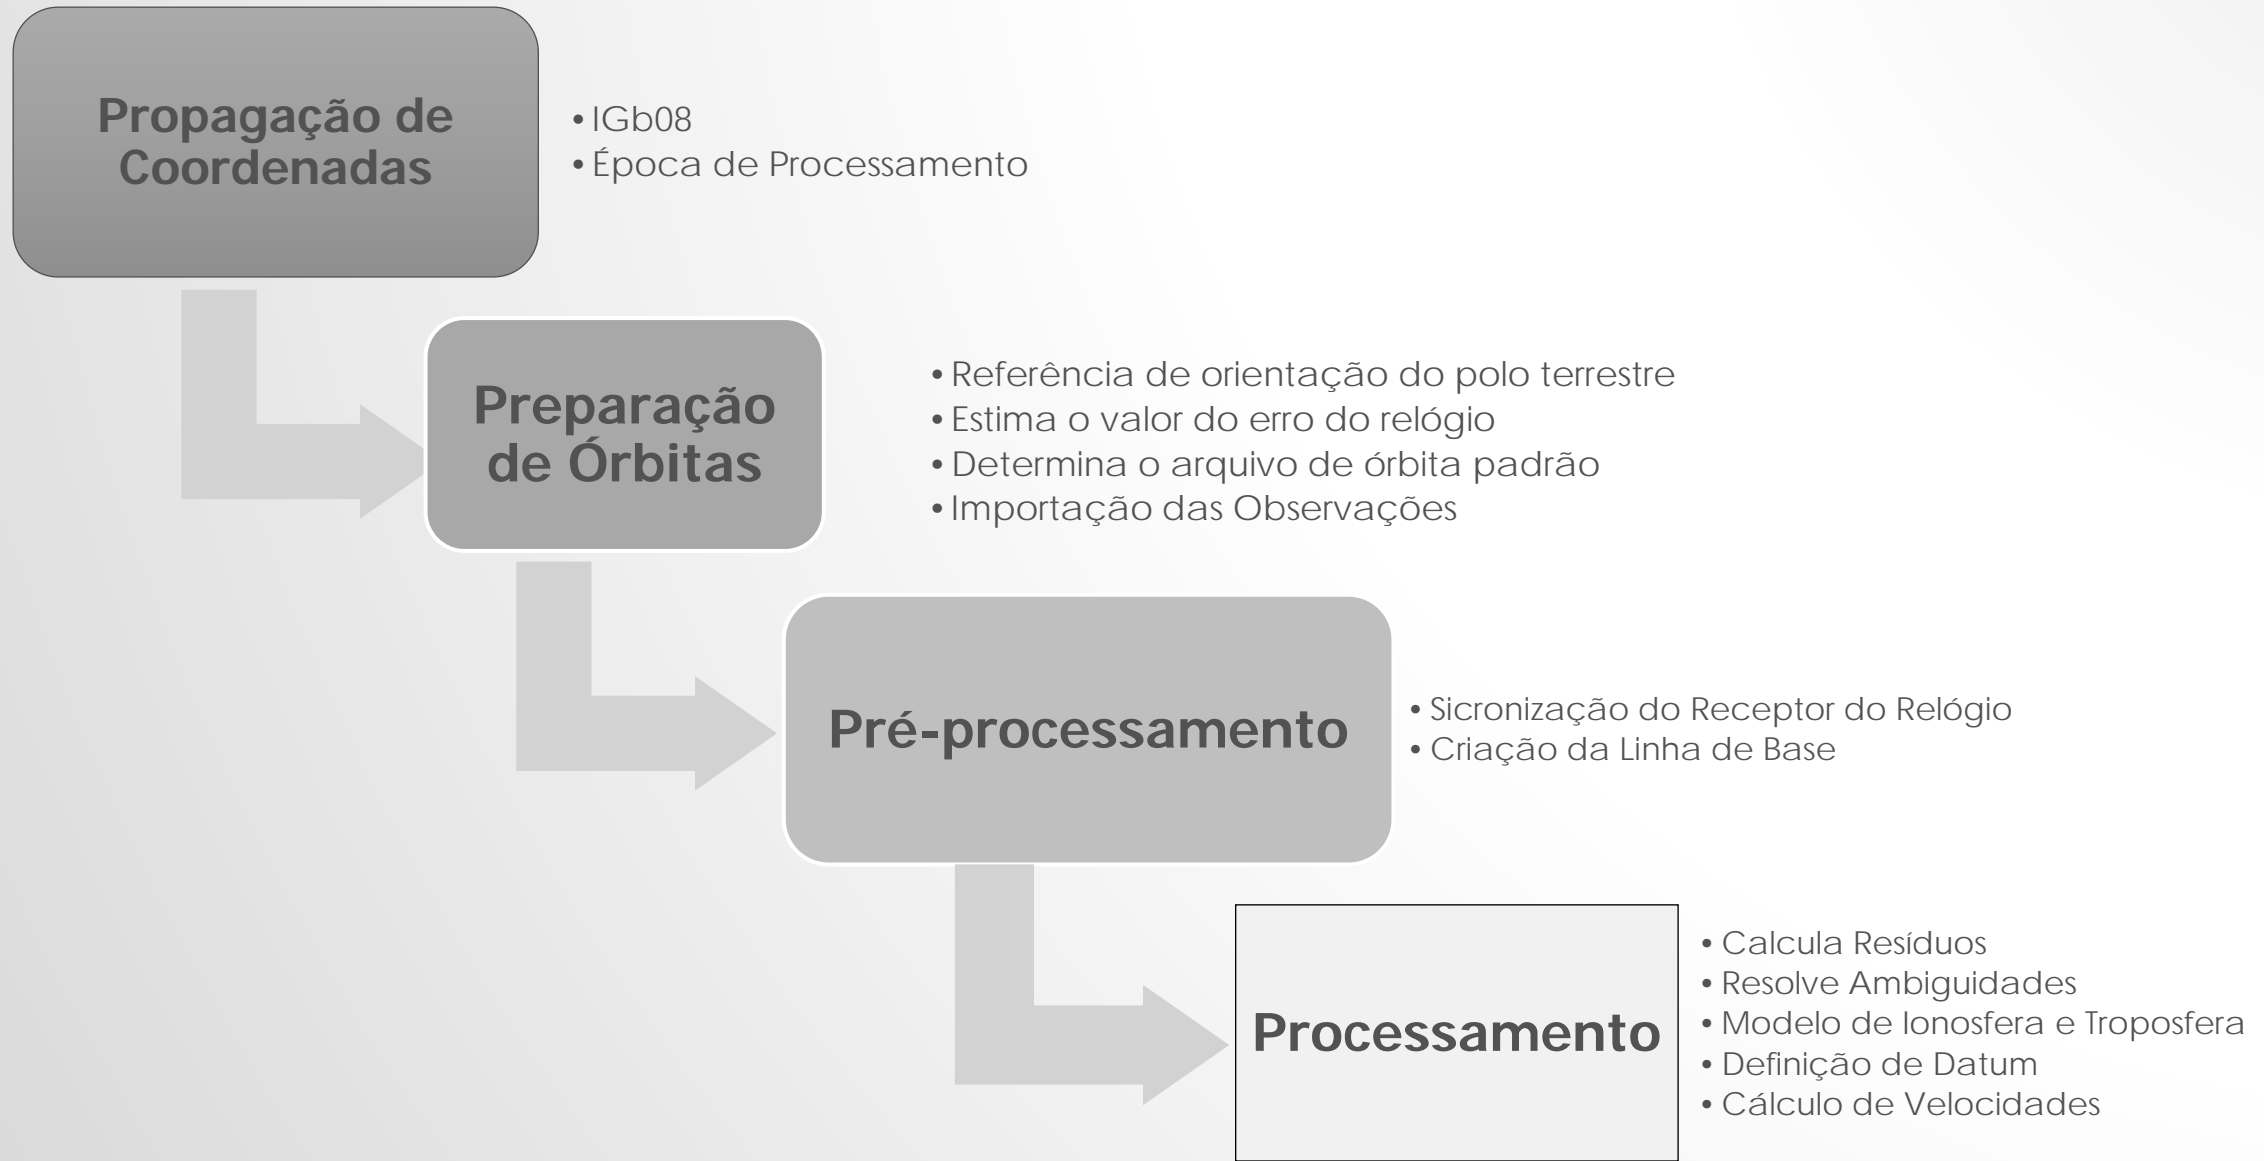 Propagação de
Coordenadas
• IGb08
• Época de Processamento
Preparação
de Órbitas
• Referência de orientação do polo terrestre
• Estima o valor do erro do relógio
• Determina o arquivo de órbita padrão
• Importação das Observações
Pré-processamento
• Sicronização do Receptor do Relógio
• Criação da Linha de Base
Processamento
• Calcula Resíduos
• Resolve Ambiguidades
• Modelo de Ionosfera e Troposfera
• Definição de Datum
• Cálculo de Velocidades